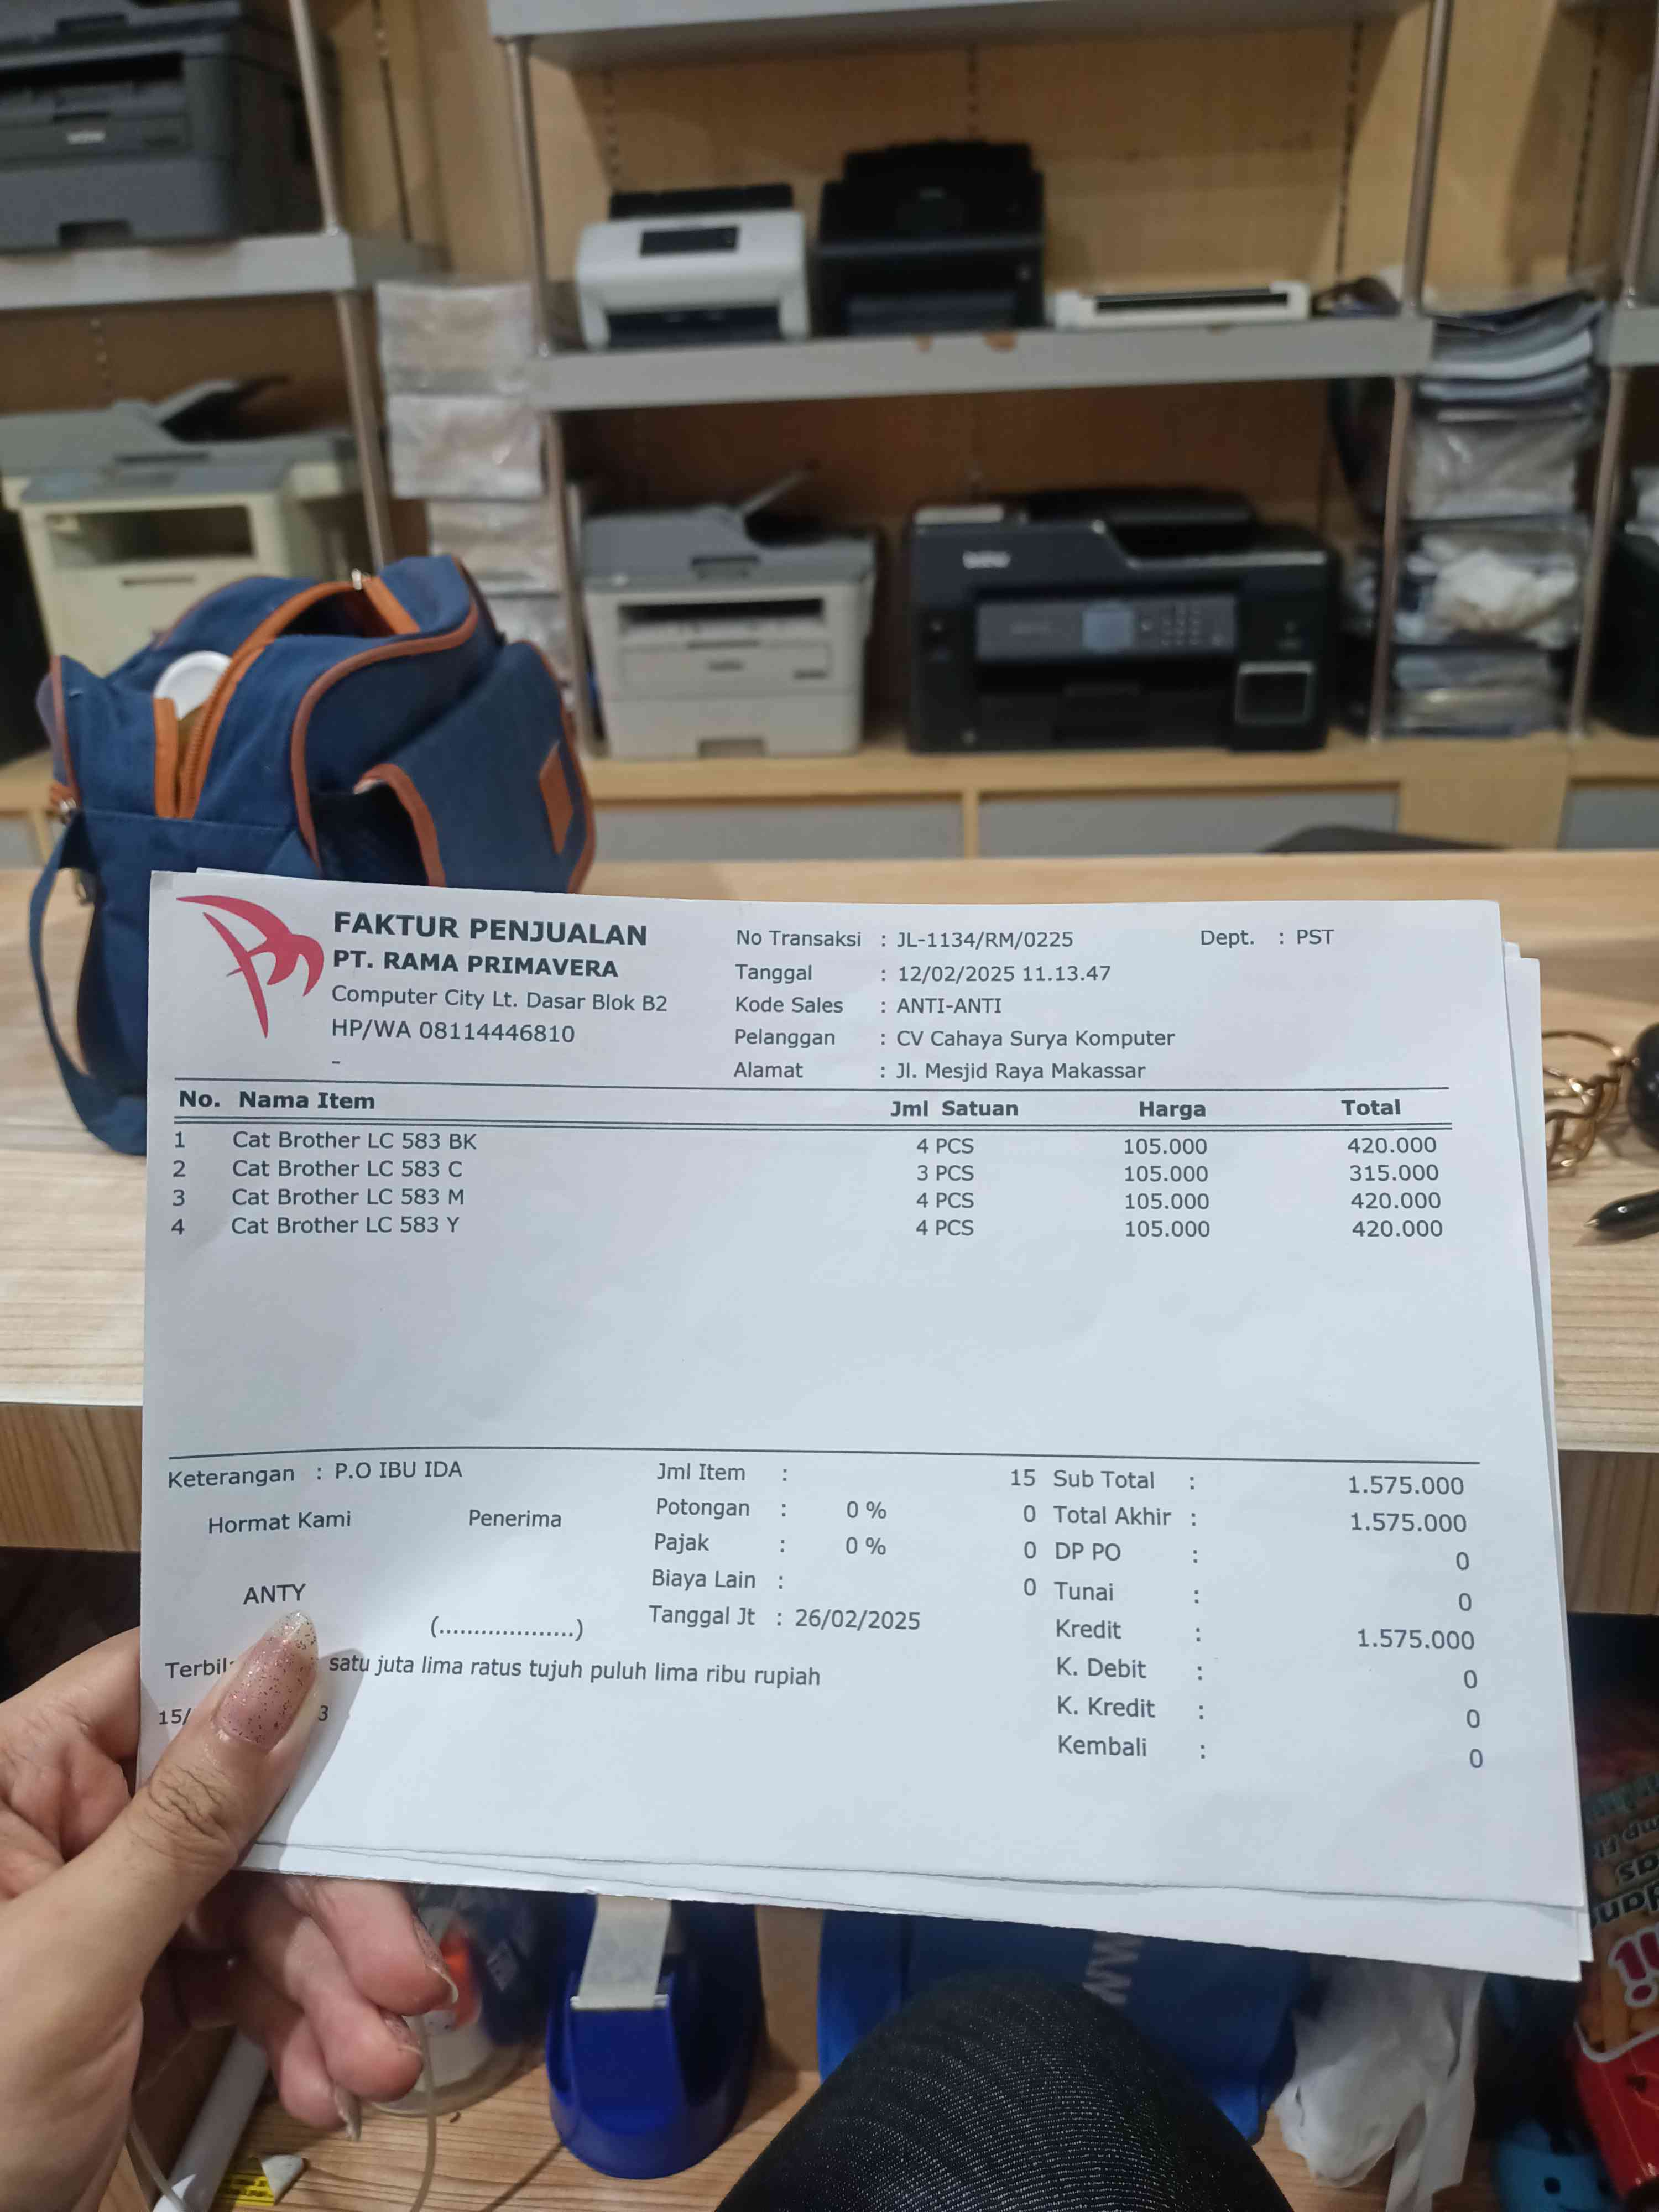 FAKTUR PENJUALAN
PT. RAMA PRIMAVERA
Computer City Lt. Dasar Blok B2
HP/WA 08114446810
-
No Transaksi : JL-1134/RM/0225 Dept. : PST
Tanggal : 12/02/2025 11.13.47
Kode Sales : ANTI-ANTI
Pelanggan : CV Cahaya Surya Komputer
Alamat : Jl. Mesjid Raya Makassar
No. Nama Item Jml Satuan Harga Total
1 Cat Brother LC 583 BK 4 PCS 105.000 420.000
2 Cat Brother LC 583 C 3 PCS 105.000 315.000
3 Cat Brother LC 583 M 4 PCS 105.000 420.000
4 Cat Brother LC 583 Y 4 PCS 105.000 420.000
Keterangan : P.O IBU IDA
Hormat Kami Penerima
ANTY
(...................)
Jml Item : 15
Potongan : 0 % 0
Pajak : 0 % 0
Biaya Lain : 0
Tanggal Jt : 26/02/2025
Sub Total : 1.575.000
Total Akhir : 1.575.000
DP PO : 0
Tunai : 0
Kredit : 1.575.000
K. Debit : 0
K. Kredit : 0
Kembali : 0
satu juta lima ratus tujuh puluh lima ribu rupiah
15/ 3
brother